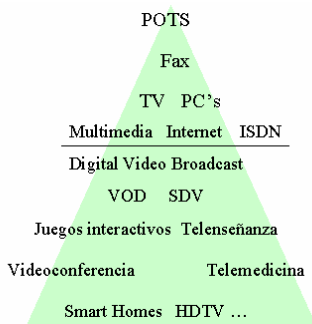 POTS
Fax
TV PC's
Multimedia Internet ISDN
Digital Video Broadcast
VOD SDV
Juegos interactivos Telenseñanza
Videoconferencia Telemedicina
Smart Homes HDTV ...